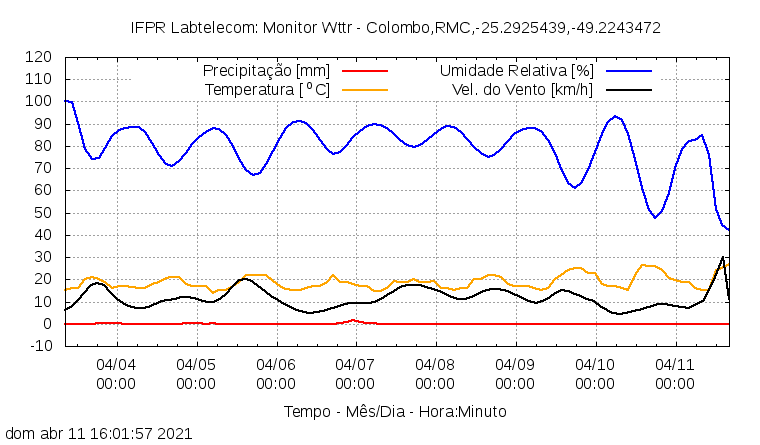 IFPR Labtelecom: Monitor Wttr - Colombo,RMC,-25.2925439,-49.2243472
Precipitação [mm]
Temperatura [ ⁰C]
Umidade Relativa [%]
Vel. do Vento [km/h]
120
110
100
90
80
70
60
50
40
30
20
10
0
-10
04/04 04/05 04/06 04/07 04/08 04/09 04/10 04/11
00:00 00:00 00:00 00:00 00:00 00:00 00:00 00:00
Tempo - Mês/Dia - Hora:Minuto
dom abr 11 16:01:57 2021